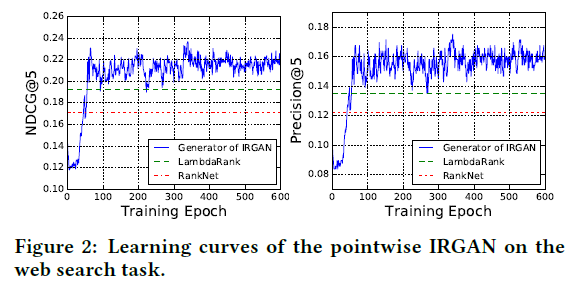 0.26
0.24
0.22
0.20
0.18
0.16
0.14
0.12
0.10
NDCG@5
Generator of IRGAN
LambdaRank
RankNet
0 100 200 300 400 500 600
Training Epoch
0.18
0.16
0.14
0.12
0.10
0.08
Precision@5
Generator of IRGAN
LambdaRank
RankNet
0 100 200 300 400 500 600
Training Epoch
Figure 2: Learning curves of the pointwise IRGAN on the
web search task.